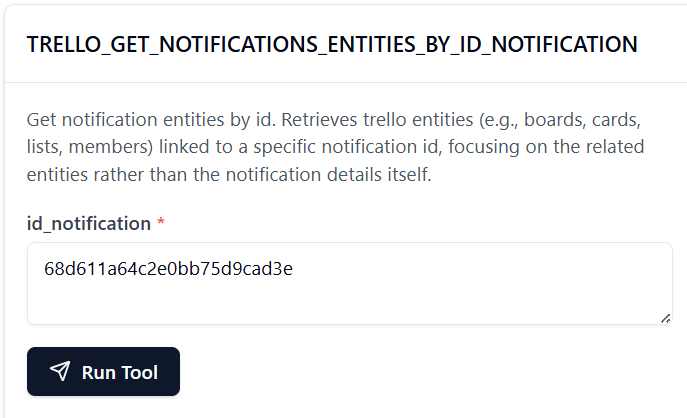 TRELLO_GET_NOTIFICATIONS_ENTITIES_BY_ID_NOTIFICATION
Get notification entities by id. Retrieves trello entities (e.g., boards, cards,
lists, members) linked to a specific notification id, focusing on the related
entities rather than the notification details itself.
id_notification *
68d611a64c2e0bb75d9cad3e
Run Tool